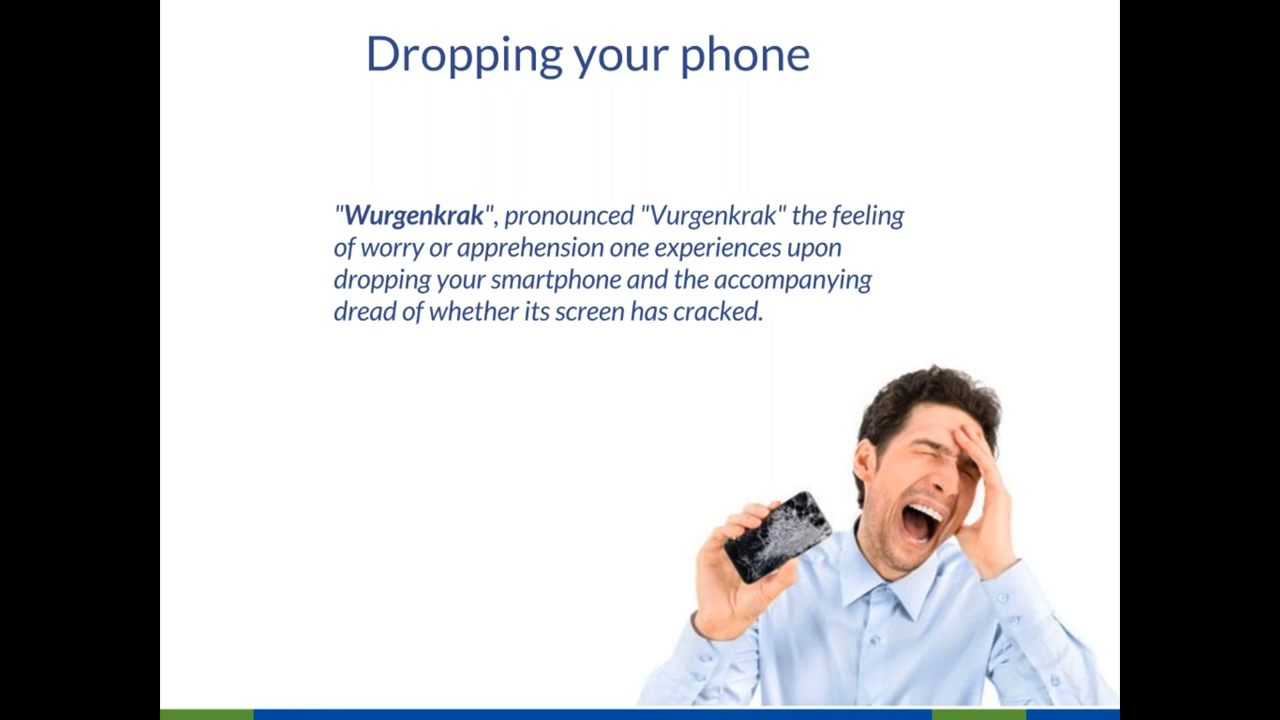 Dropping your phone
"Wurgenkrak", pronounced "Vurgenkrak" the feeling
of worry or apprehension one experiences upon
dropping your smartphone and the accompanying
dread of whether its screen has cracked.